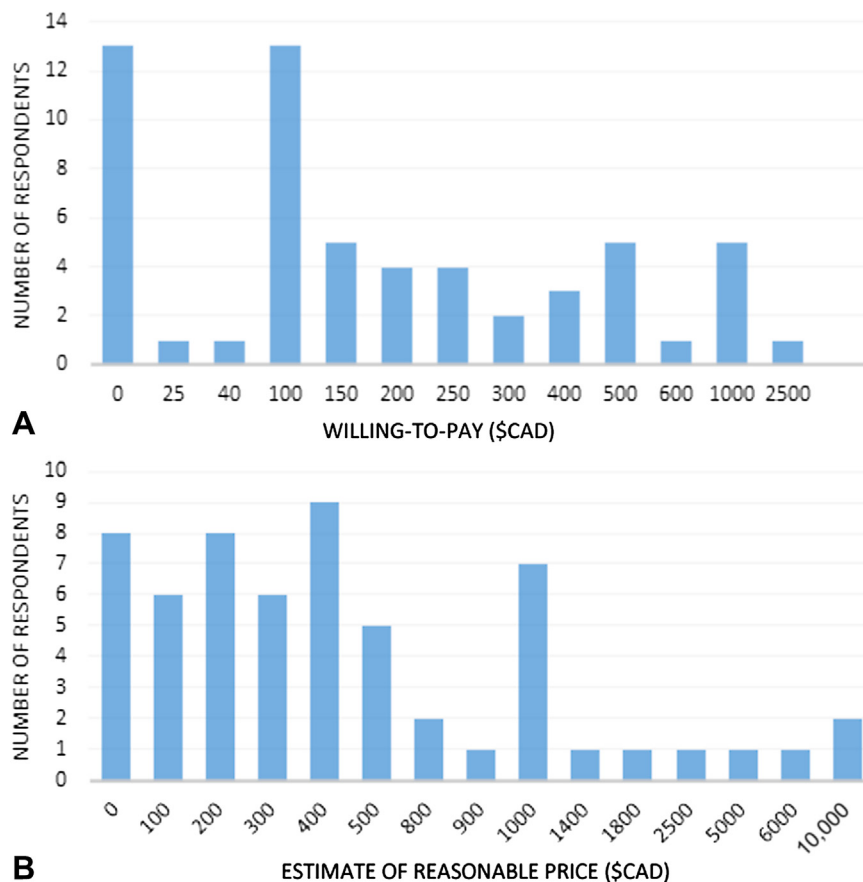 14
12
10
8
6
4
2
0
NUMBER OF RESPONDENTS
0 25 40 100 150 200 250 300 400 500 600 1000 2500
A
WILLING-TO-PAY ($CAD)
10
9
8
7
6
5
4
3
2
1
0
NUMBER OF RESPONDENTS
0 100 200 300 400 500 800 900 1000 1400 1800 2500 5000 6000 10,000
B
ESTIMATE OF REASONABLE PRICE ($CAD)